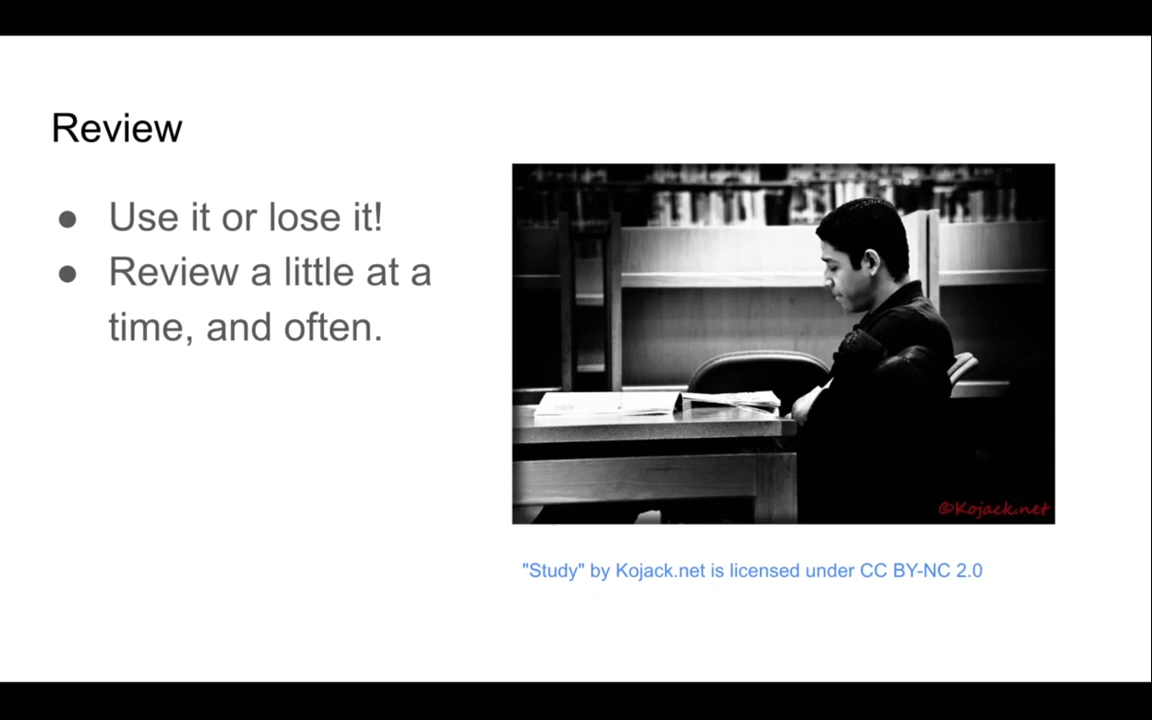 Review
● Use it or lose it!
● Review a little at a
time, and often.
©Kojack.net
"Study" by Kojack.net is licensed under CC BY-NC 2.0